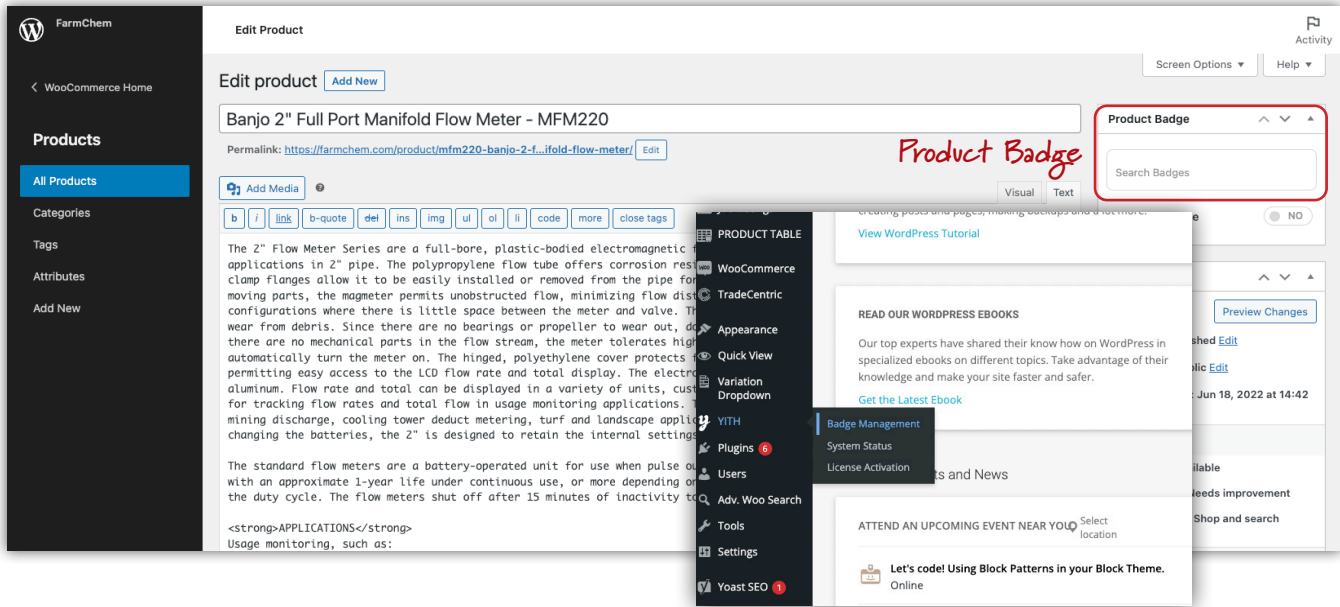 FarmChem
Edit Product
Activity
Screen Options ▼
Help ▼
WooCommerce Home
Products
All Products
Categories
Tags
Attributes
Add New
Edit product
Add New
Banjo 2" Full Port Manifold Flow Meter - MFM220
Permalink: https://farmchem.com/product/mfm220-banjo-2-f...ifold-flow-meter/ Edit
Add Media
Visual
Text
b i link b-quote del ins img ul ol li code more close tags
The 2" Flow Meter Series are a full-bore, plastic-bodied electromagnetic
applications in 2" pipe. The polypropylene flow tube offers corrosion
clamp flanges allow it to be easily installed or removed from the pipe
moving parts, the magmeter permits unobstructed flow, minimizing flow
configurations where there is little space between the meter and valve.
wear from debris. Since there are no bearings or propeller to wear out,
there are no mechanical parts in the flow stream, the meter tolerates
automatically turn the meter on. The hinged, polyethylene cover protects
permitting easy access to the LCD flow rate and total display. The
aluminum. Flow rate and total can be displayed in a variety of units,
for tracking flow rates and total flow in usage monitoring applications.
mining discharge, cooling tower deduct metering, turf and landscape
changing the batteries, the 2" is designed to retain the internal settings
The standard flow meters are a battery-operated unit for use when pulse
with an approximate 1-year life under continuous use, or more depending
the duty cycle. The flow meters shut off after 15 minutes of inactivity
<strong>APPLICATIONS</strong>
Usage monitoring, such as:
Product Badge
Product Badge
Search Badges
NO
Preview Changes
shed Edit
lic Edit
: Jun 18, 2022 at 14:42
ilable
Needs improvement
Shop and search
PRODUCT TABLE
WooCommerce
TradeCentric
Appearance
Quick View
Variation
Dropdown
YITH
Plugins 6
Users
Adv. Woo Search
Tools
Settings
Yoast SEO 1
Badge Management
System Status
License Activation
creating posts and pages, making backups and a lot more.
View WordPress Tutorial
READ OUR WORDPRESS EBOOKS
Our top experts have shared their know how on WordPress in
specialized ebooks on different topics. Take advantage of their
knowledge and make your site faster and safer.
Get the Latest Ebook
ts and News
ATTEND AN UPCOMING EVENT NEAR YOU
Select
location
Let's code! Using Block Patterns in your Block Theme.
Online